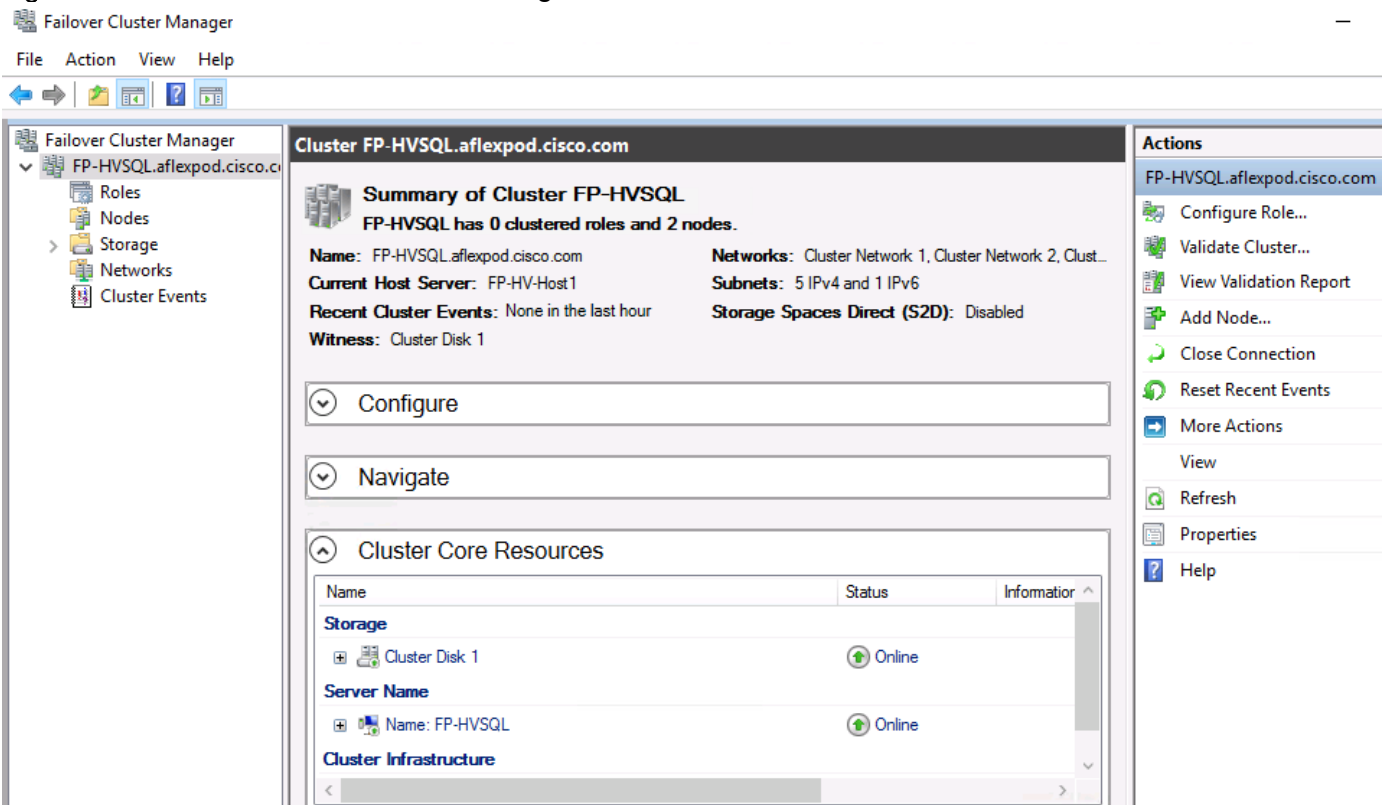 Failover Cluster Manager
File Action View Help
Failover Cluster Manager
FP-HVSQL.aflexpod.cisco.c
Roles
Nodes
Storage
Networks
Cluster Events
Cluster FP-HVSQL.aflexpod.cisco.com
Summary of Cluster FP-HVSQL
FP-HVSQL has 0 clustered roles and 2 nodes.
Name: FP-HVSQL.aflexpod.cisco.com
Networks: Cluster Network 1, Cluster Network 2, Clust...
Current Host Server: FP-HV-Host1
Subnets: 5 IPv4 and 1 IPv6
Recent Cluster Events: None in the last hour
Storage Spaces Direct (S2D): Disabled
Witness: Cluster Disk 1
Configure
Navigate
Cluster Core Resources
Name Status Information
Storage
Cluster Disk 1 Online
Server Name
Name: FP-HVSQL Online
Cluster Infrastructure
Actions
FP-HVSQL.aflexpod.cisco.com
Configure Role...
Validate Cluster...
View Validation Report
Add Node...
Close Connection
Reset Recent Events
More Actions
View
Refresh
Properties
Help